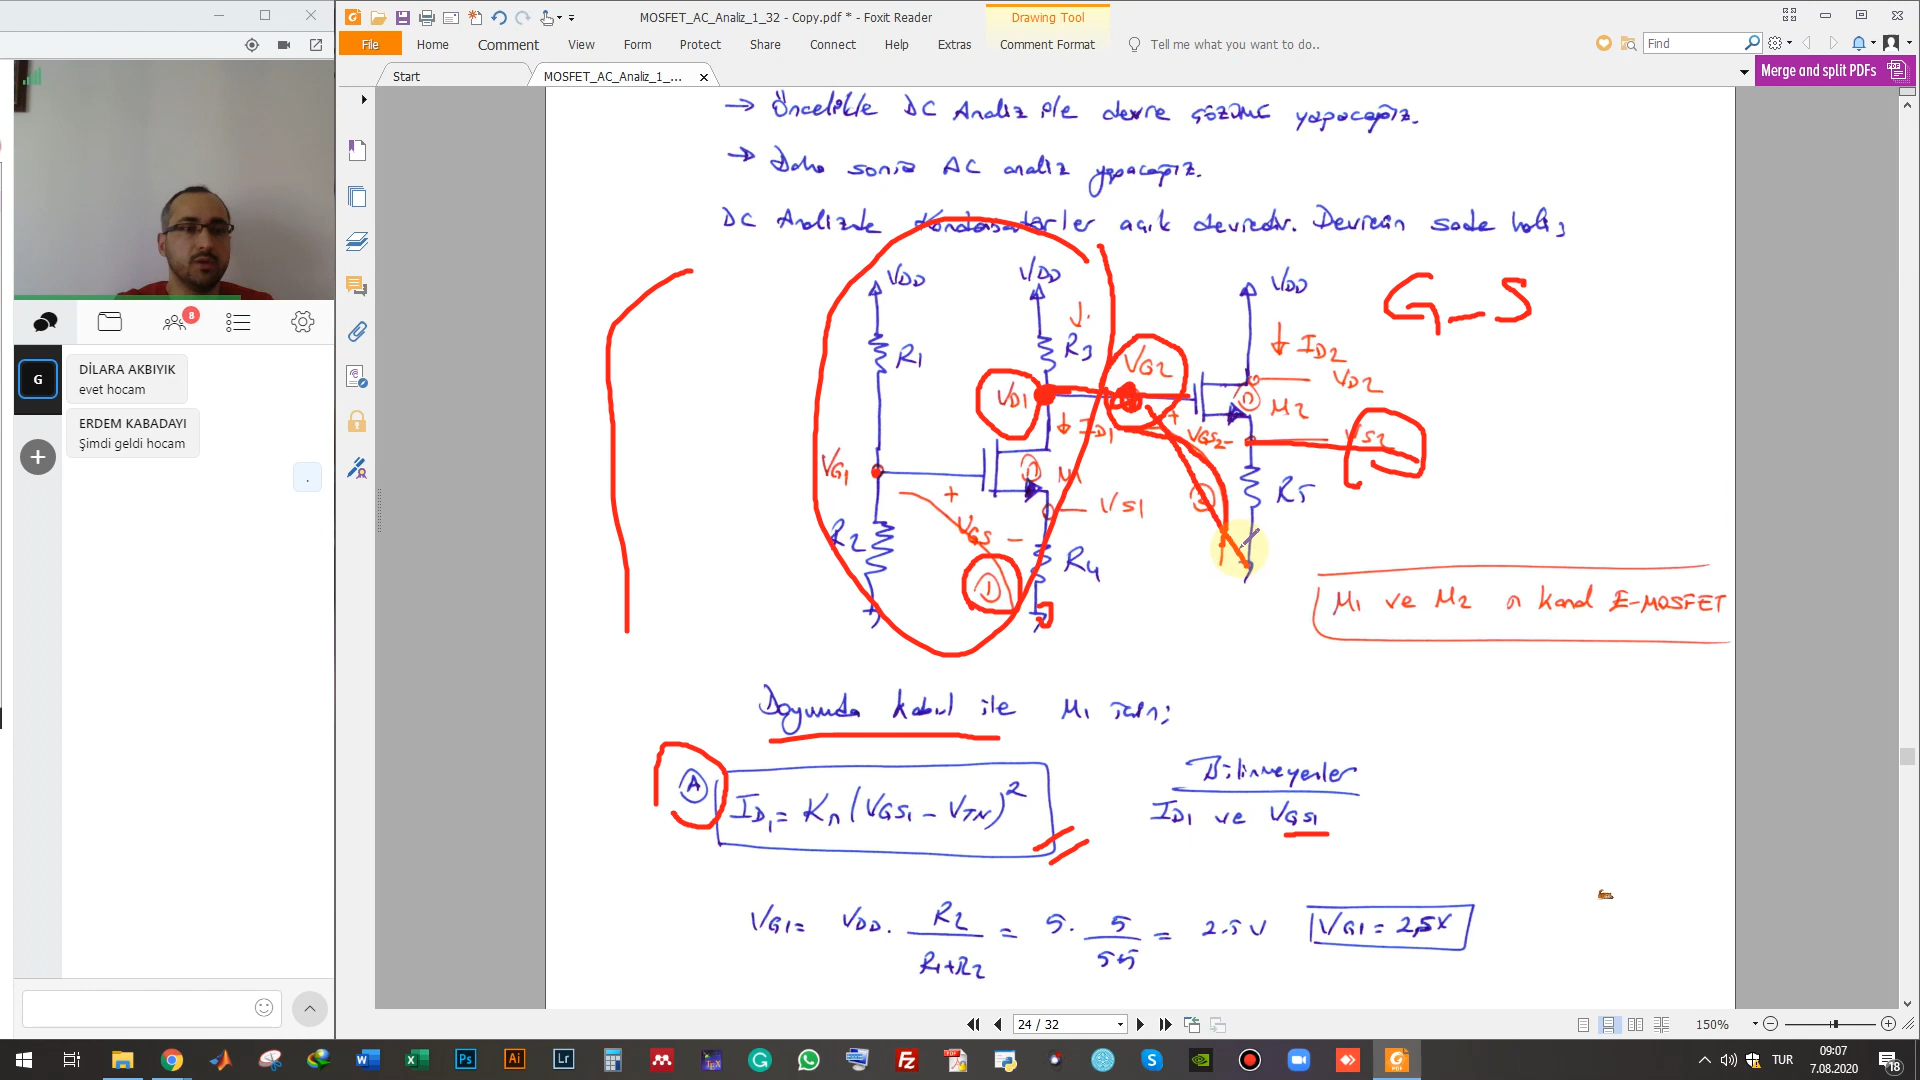 MOSFET_AC_Analiz_1_32 - Copy.pdf * - Foxit Reader
Drawing Tool
File
Home
Comment
View
Form
Protect
Share
Connect
Help
Extras
Comment Format
Tell me what you want to do..
Find
Start
MOSFET_AC_Analiz_1_...
Merge and split PDFs
→ Öncelikle DC Analiz ile devre çözümü yapacağız.
→ Daha sonra AC analiz yapacağız.
DC Analizde Kondansatörler açık devredir. Devrenin sade hali;
VDD
VDD
VDD
G-S
R1
R3
VG2
ID2
VD2
VD1
M2
ID1
VGS2
VS2
VG1
M1
VS1
R5
R2
VGS
R4
M1 ve M2 n kanal E-MOSFET
Doyumda kabul ile M1 için;
A
ID1 = Kn (VGS1 - VTN)²
Bilinmeyenler
ID1 ve VGS1
VG1 = VDD. R2 / R1+R2 = 5. 5 / 5+5 = 2.5 V
VG1 = 2,5V
8
G
DİLARA AKBIYIK
evet hocam
ERDEM KABADAYI
Şimdi geldi hocam
.
24 / 32
150%
TUR
09:07
7.08.2020
18